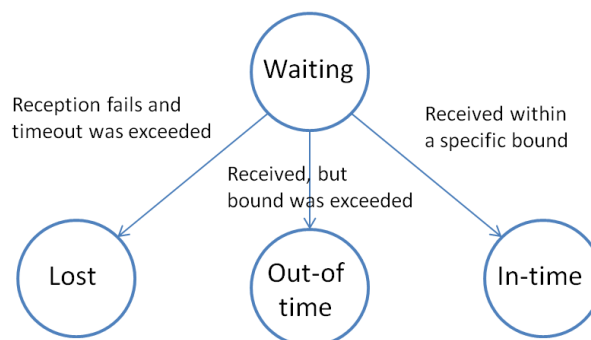 Waiting
Reception fails and
timeout was exceeded
Received within
a specific bound
Received, but
bound was exceeded
Lost
Out-of
time
In-time